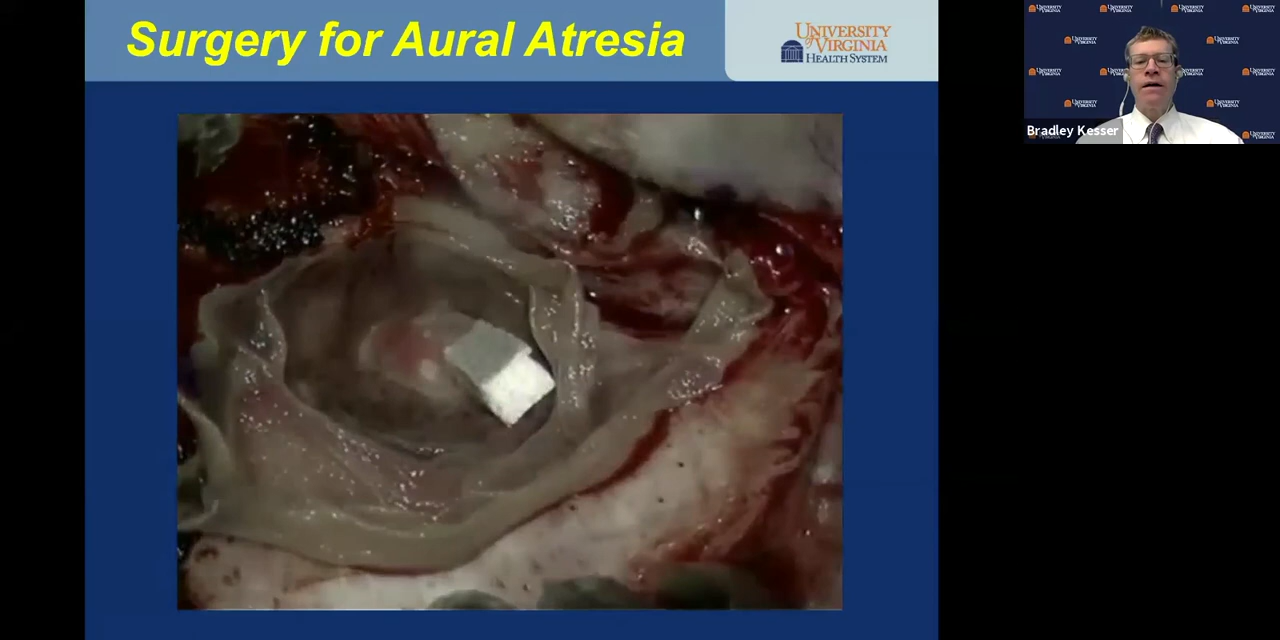 Surgery for Aural Atresia
UNIVERSITY
of VIRGINIA
HEALTH SYSTEM
Bradley Kesser